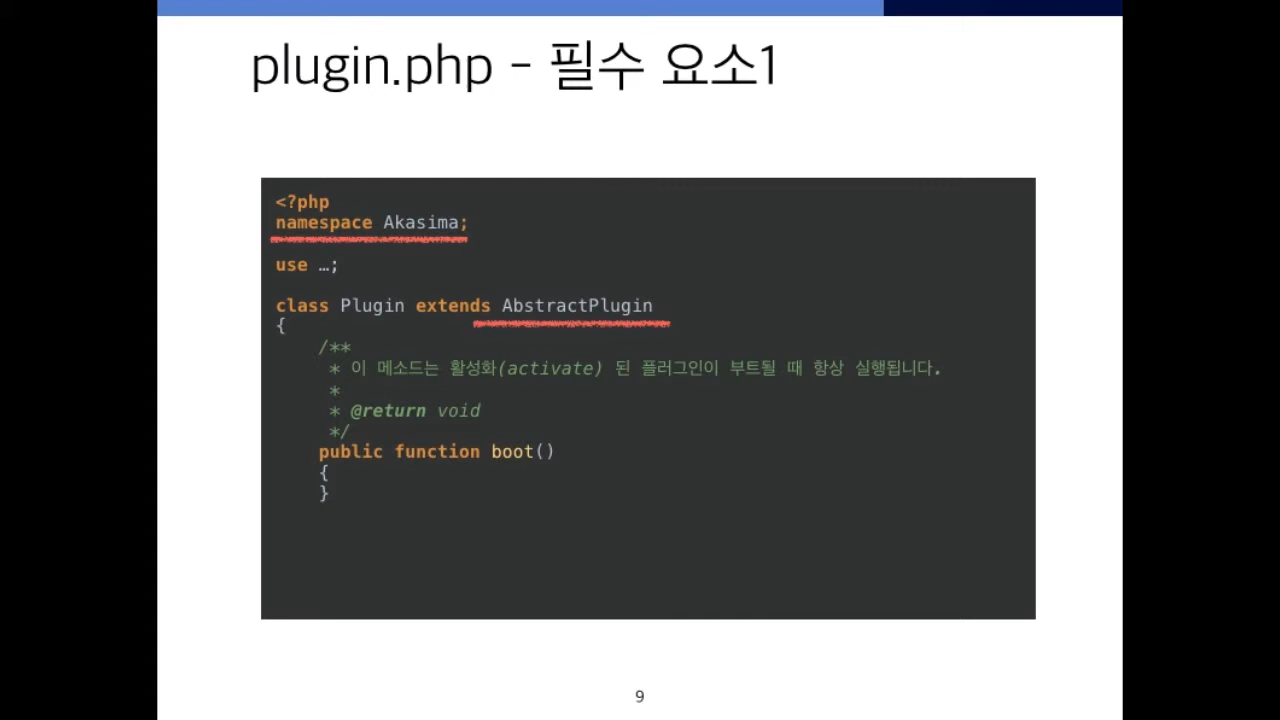 plugin.php - 필수 요소1
<?php
namespace Akasima;
use …;
class Plugin extends AbstractPlugin
{
/**
* 이 메소드는 활성화(activate) 된 플러그인이 부트될 때 항상 실행됩니다.
*
* @return void
*/
public function boot()
{
}
9